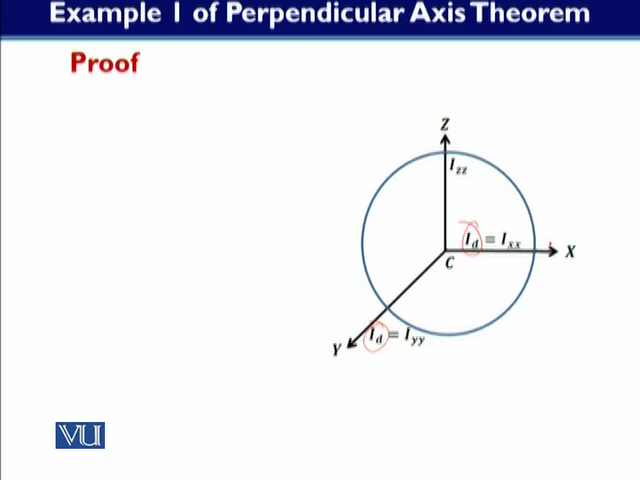 Example 1 of Perpendicular Axis Theorem
Proof
Z
I_zz
I_d = I_xx
X
C
I_d = I_yy
Y
VU